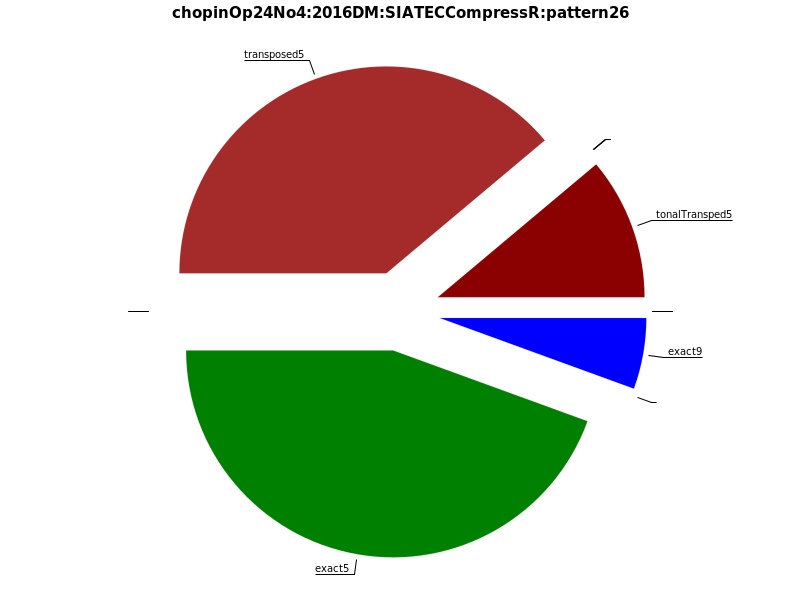 chopinOp24No4:2016DM:SIATECCompressR:pattern26
transposed5
tonalTransped5
exact9
exact5